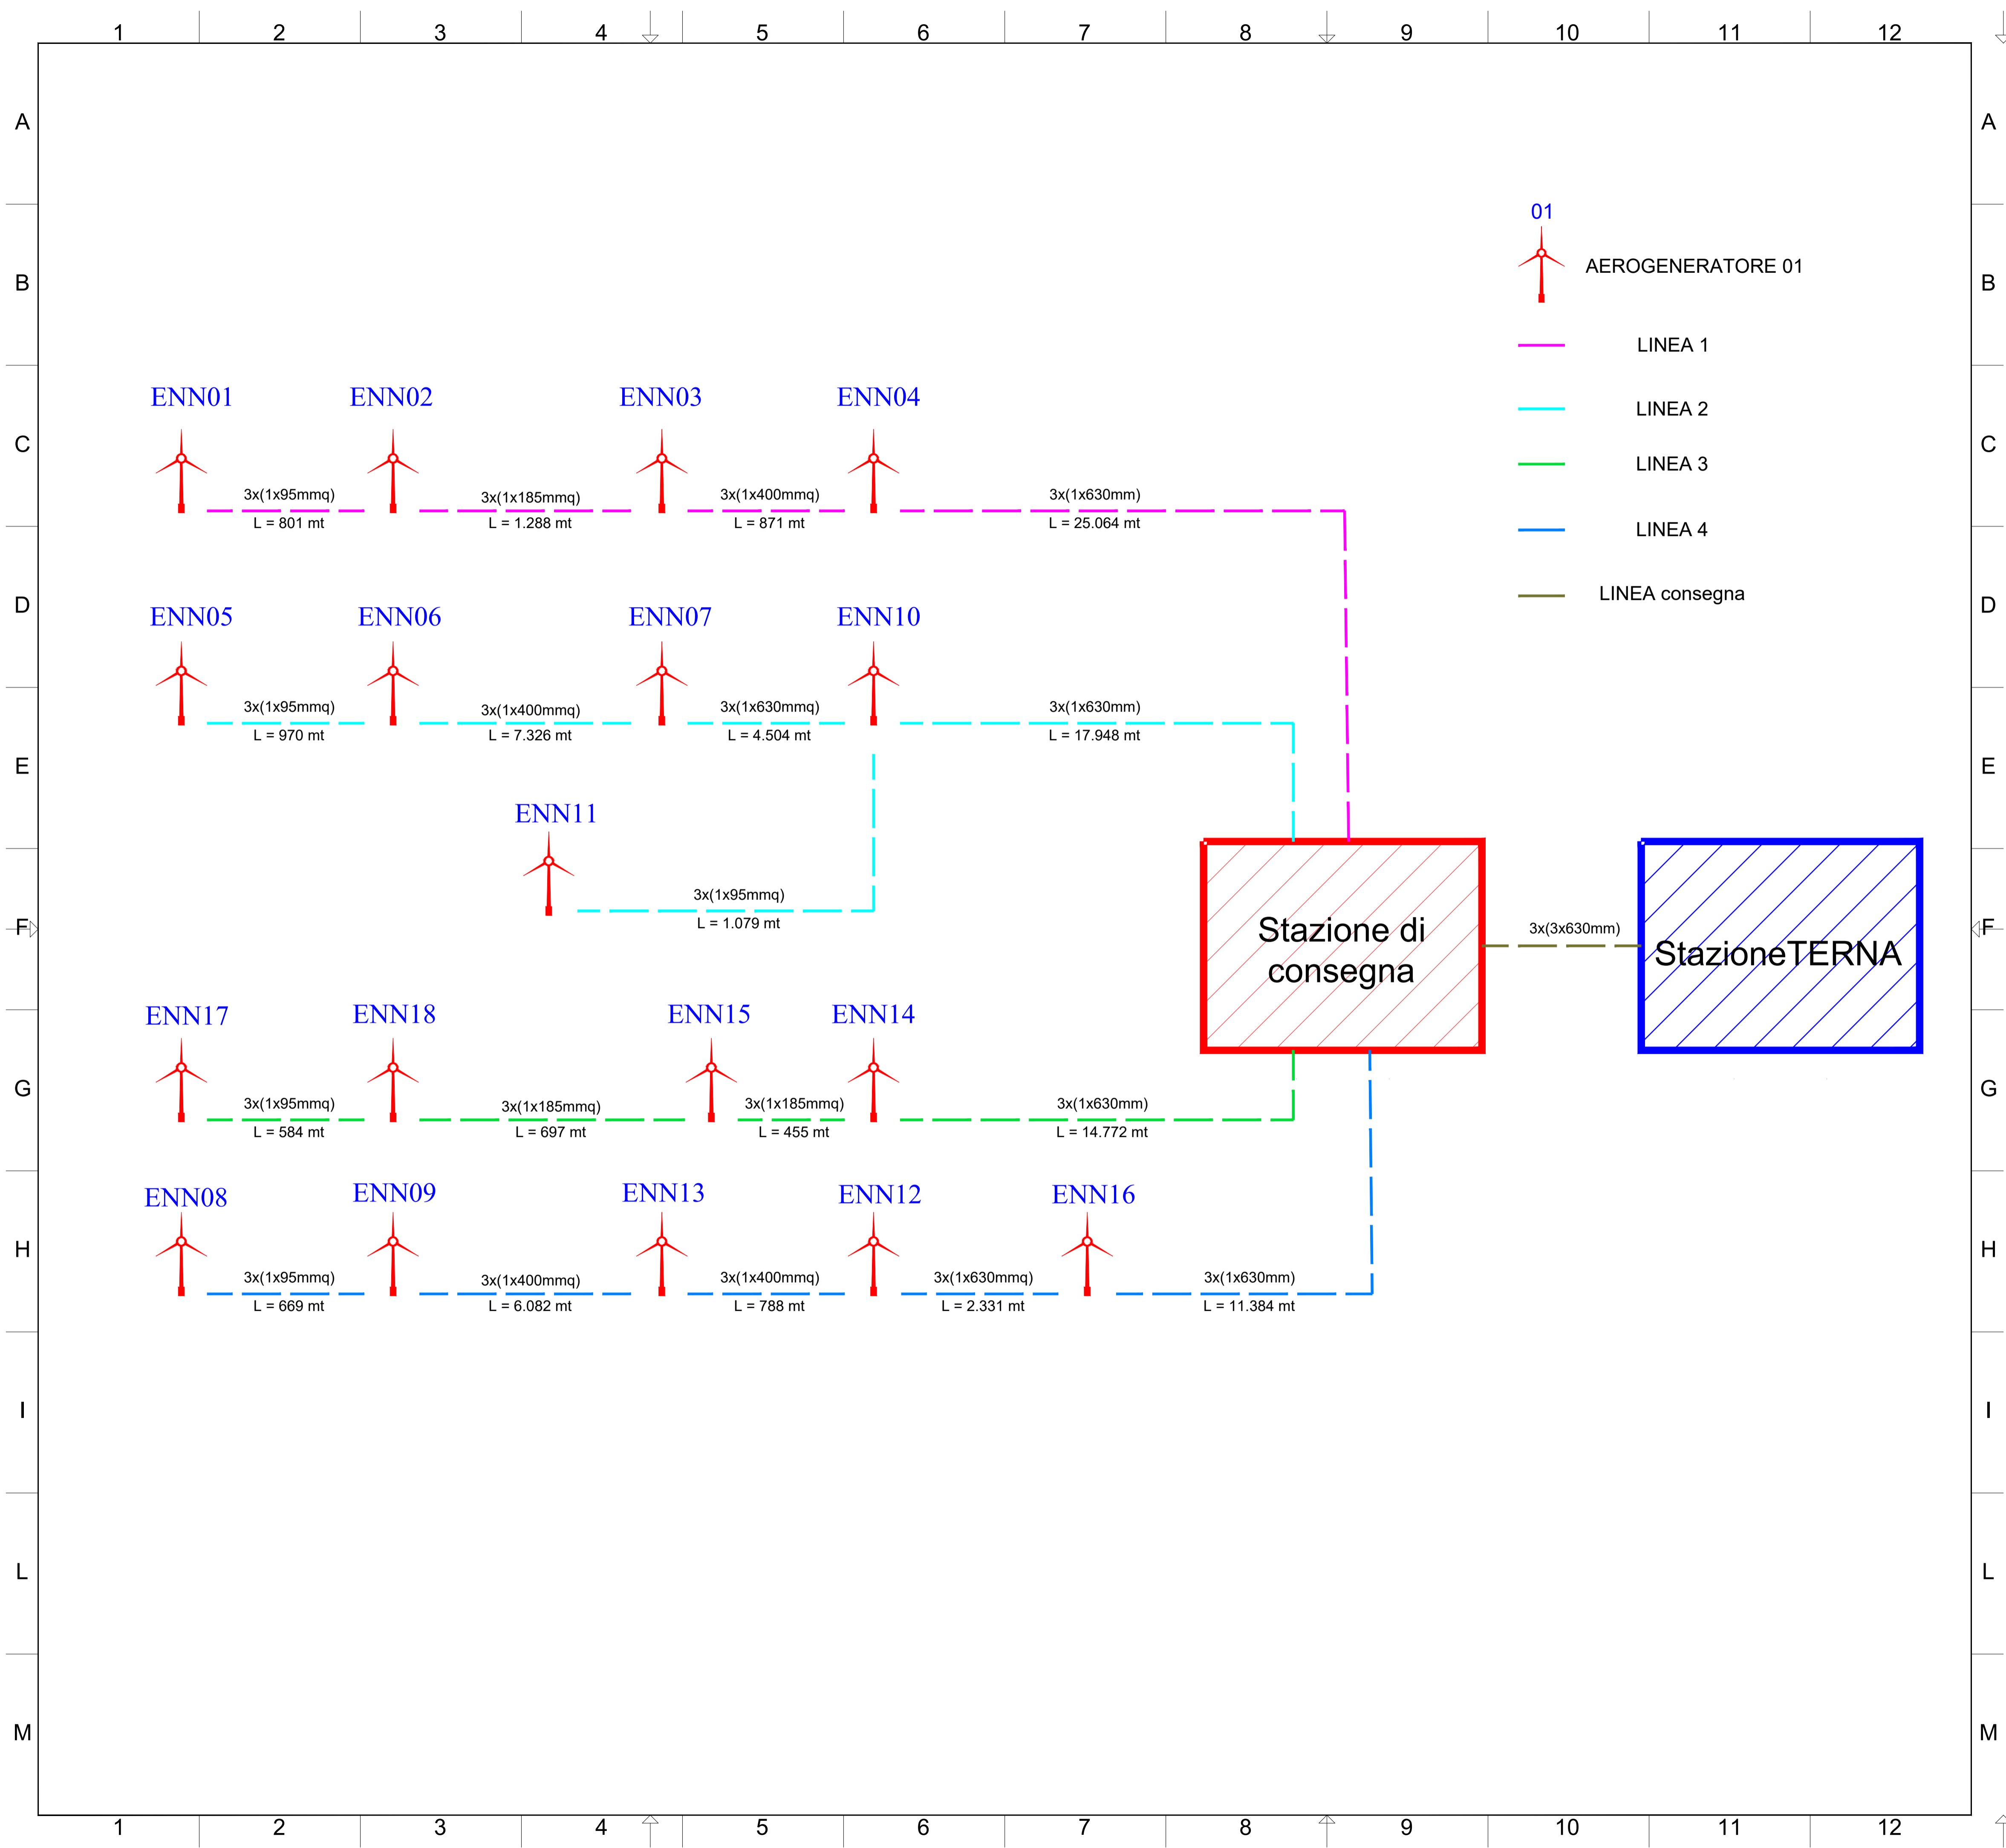 1 2 3 4 5 6 7 8 9 10 11 12
A A
01
B AEROGENERATORE 01 B
LINEA 1
ENN01 ENN02 ENN03 ENN04
LINEA 2
C C
LINEA 3
3x(1x95mmq) 3x(1x185mmq) 3x(1x400mmq) 3x(1x630mm)
L = 801 mt L = 1.288 mt L = 871 mt L = 25.064 mt
LINEA 4
LINEA consegna
D D
ENN05 ENN06 ENN07 ENN10
3x(1x95mmq) 3x(1x400mmq) 3x(1x630mmq) 3x(1x630mm)
L = 970 mt L = 7.326 mt L = 4.504 mt L = 17.948 mt
E E
ENN11
3x(1x95mmq)
L = 1.079 mt
F F
Stazione di
consegna
3x(3x630mm)
StazioneTERNA
ENN17 ENN18 ENN15 ENN14
G G
3x(1x95mmq) 3x(1x185mmq) 3x(1x185mmq) 3x(1x630mm)
L = 584 mt L = 697 mt L = 455 mt L = 14.772 mt
ENN08 ENN09 ENN13 ENN12 ENN16
H H
3x(1x95mmq) 3x(1x400mmq) 3x(1x400mmq) 3x(1x630mmq) 3x(1x630mm)
L = 669 mt L = 6.082 mt L = 788 mt L = 2.331 mt L = 11.384 mt
I I
L L
M M
1 2 3 4 5 6 7 8 9 10 11 12